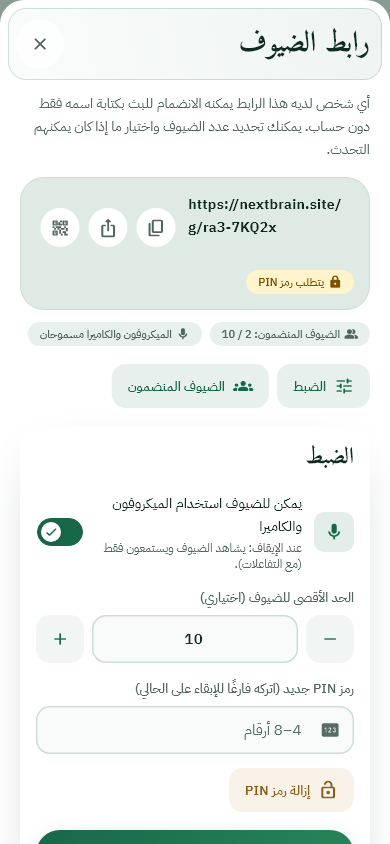 رابط الضيوف
أي شخص لديه هذا الرابط يمكنه الانضمام للبث بكتابة اسمه فقط
دون حساب. يمكنك تحديد عدد الضيوف واختيار ما إذا كان يمكنهم
التحدث.
https://nextbrain.site/
g/ra3-7KQ2x
يتطلب رمز PIN
الضيوف المنضمون: 2 / 10
الميكروفون والكاميرا مسموحان
الضبط
الضيوف المنضمون
الضبط
يمكن للضيوف استخدام الميكروفون
والكاميرا
عند الإيقاف: يشاهد الضيوف ويستمعون فقط
(مع التفاعلات).
الحد الأقصى للضيوف (اختياري)
10
رمز PIN جديد (اتركه فارغًا للإبقاء على الحالي)
4–8 أرقام
إزالة رمز PIN